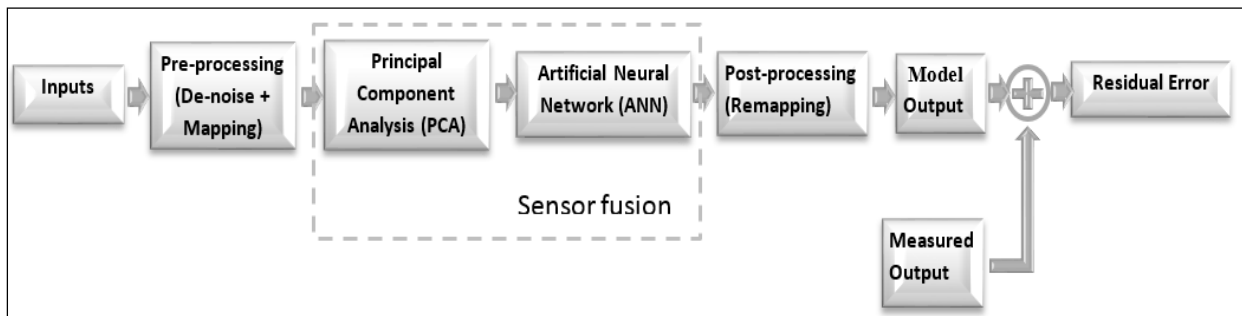 Inputs
Pre-processing
(De-noise +
Mapping)
Principal
Component
Analysis (PCA)
Artificial Neural
Network (ANN)
Sensor fusion
Post-processing
(Remapping)
Model
Output
Residual Error
Measured
Output